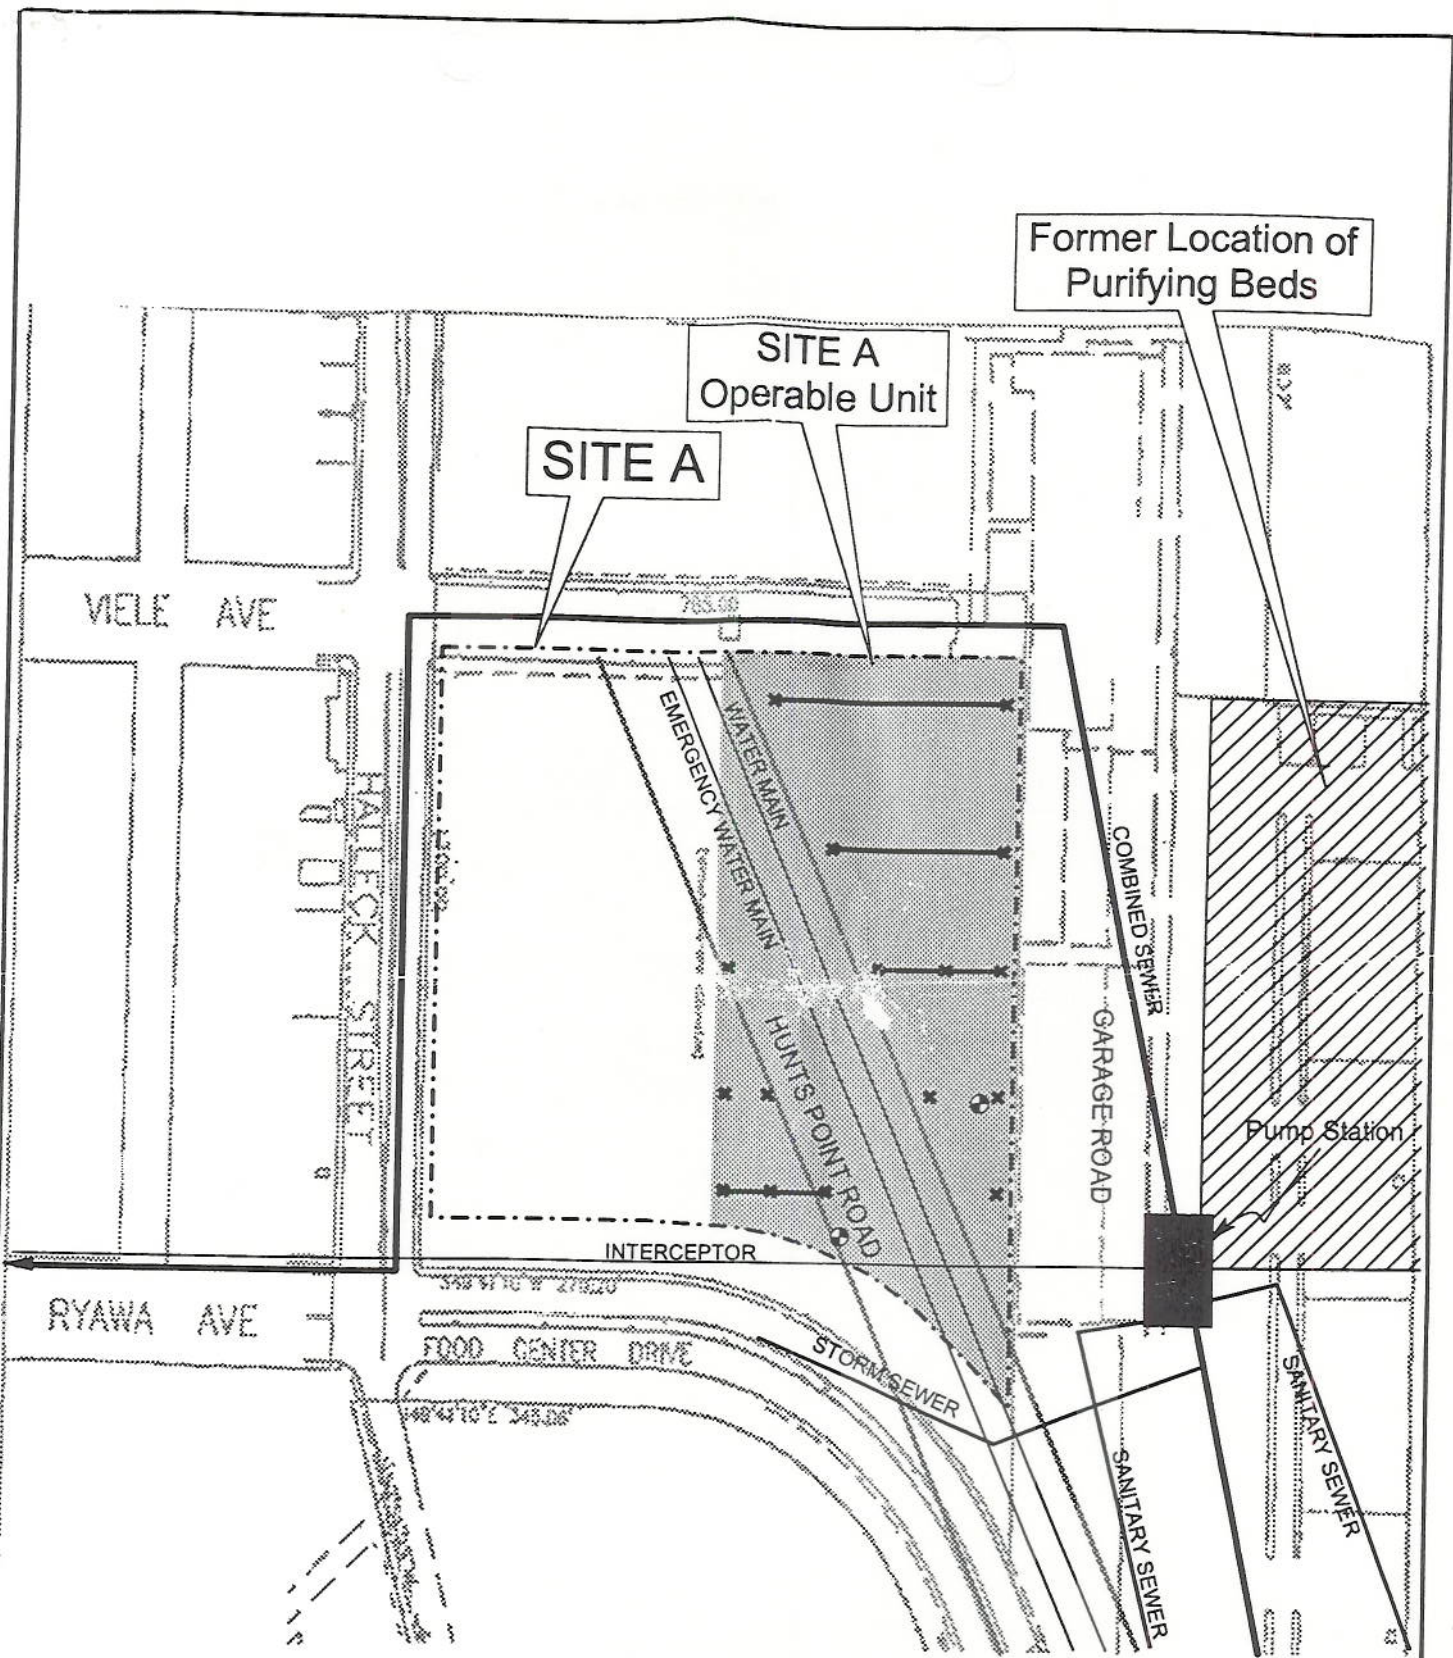 Former Location of
Purifying Beds
SITE A
Operable Unit
SITE A
VIELE AVE
765.00
EMERGENCY WATER MAIN
WATER MAIN
HALLECK STREET
COMBINED SEWER
HUNTS POINT ROAD
GARAGE ROAD
Pump Station
INTERCEPTOR
RYAWA AVE
FOOD CENTER DRIVE
STORM SEWER
SANITARY SEWER
SANITARY SEWER